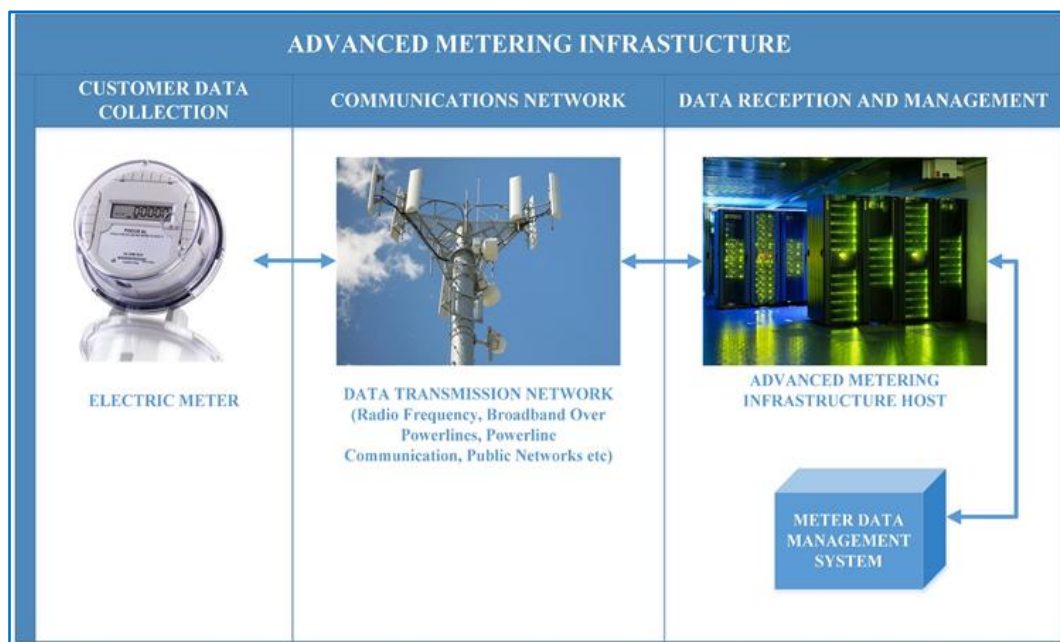 ADVANCED METERING INFRASTUCTURE
CUSTOMER DATA
COLLECTION
COMMUNICATIONS NETWORK
DATA RECEPTION AND MANAGEMENT
ELECTRIC METER
DATA TRANSMISSION NETWORK
(Radio Frequency, Broadband Over
Powerlines, Powerline
Communication, Public Networks etc)
ADVANCED METERING
INFRASTRUCTURE HOST
METER DATA
MANAGEMENT
SYSTEM